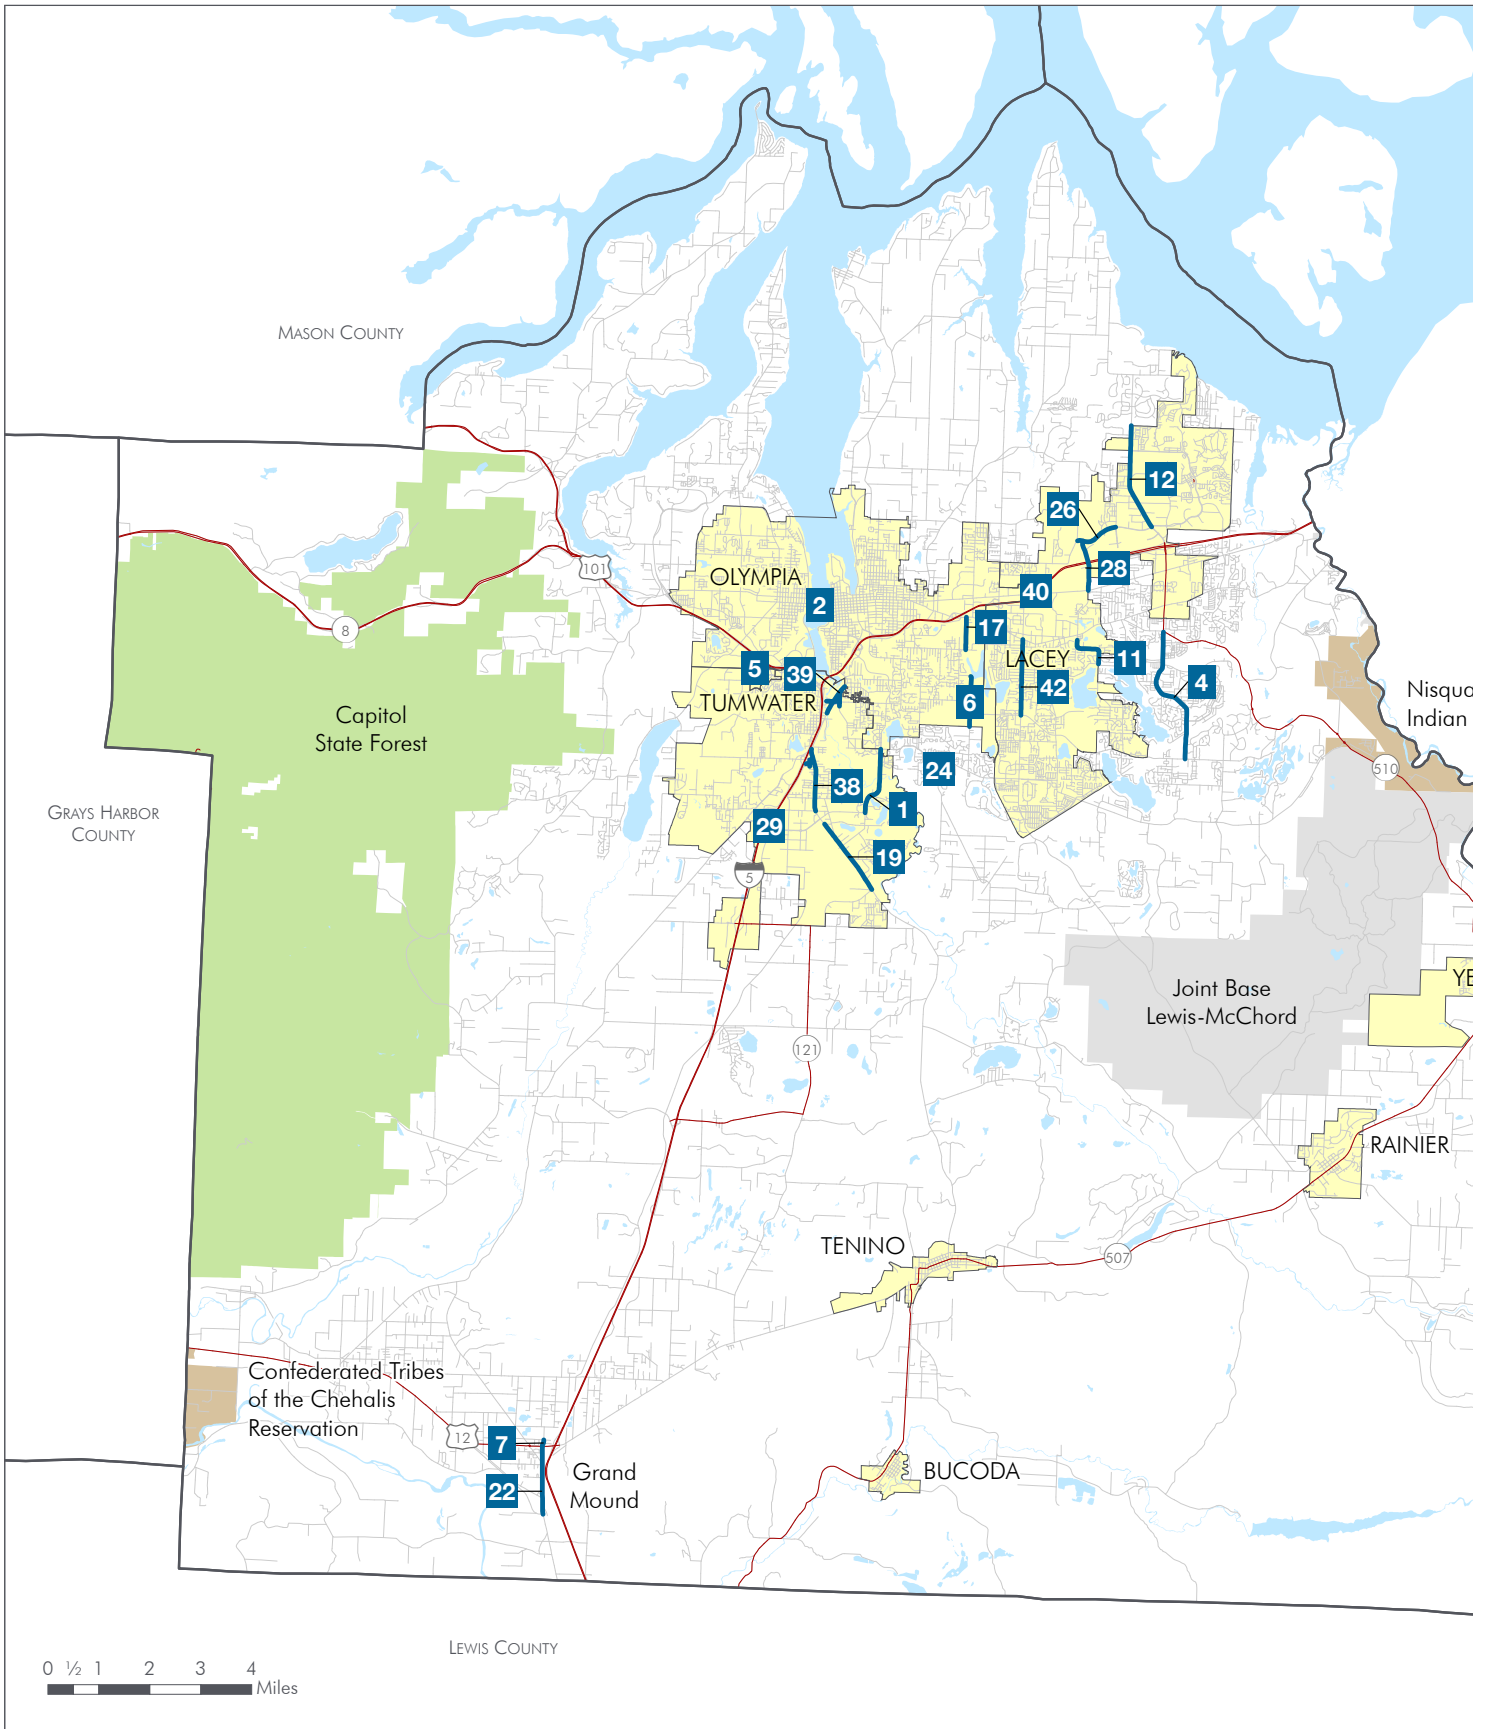 MASON COUNTY
12
26
101
OLYMPIA
28
40
2
8
17
LACEY
11
5
39
42
4
6
TUMWATER
Nisqua
Indian
Capitol
State Forest
24
510
38
1
GRAYS HARBOR
COUNTY
29
19
5
YE
Joint Base
Lewis-McChord
121
RAINIER
TENINO
507
Confederated Tribes
of the Chehalis
Reservation
12
7
Grand
Mound
22
BUCODA
LEWIS COUNTY
0 ½ 1 2 3 4
Miles